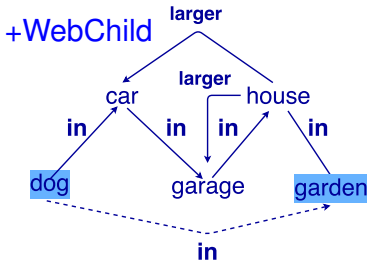 larger
+WebChild
larger
car
house
in
in
in
in
dog
garage
garden
in